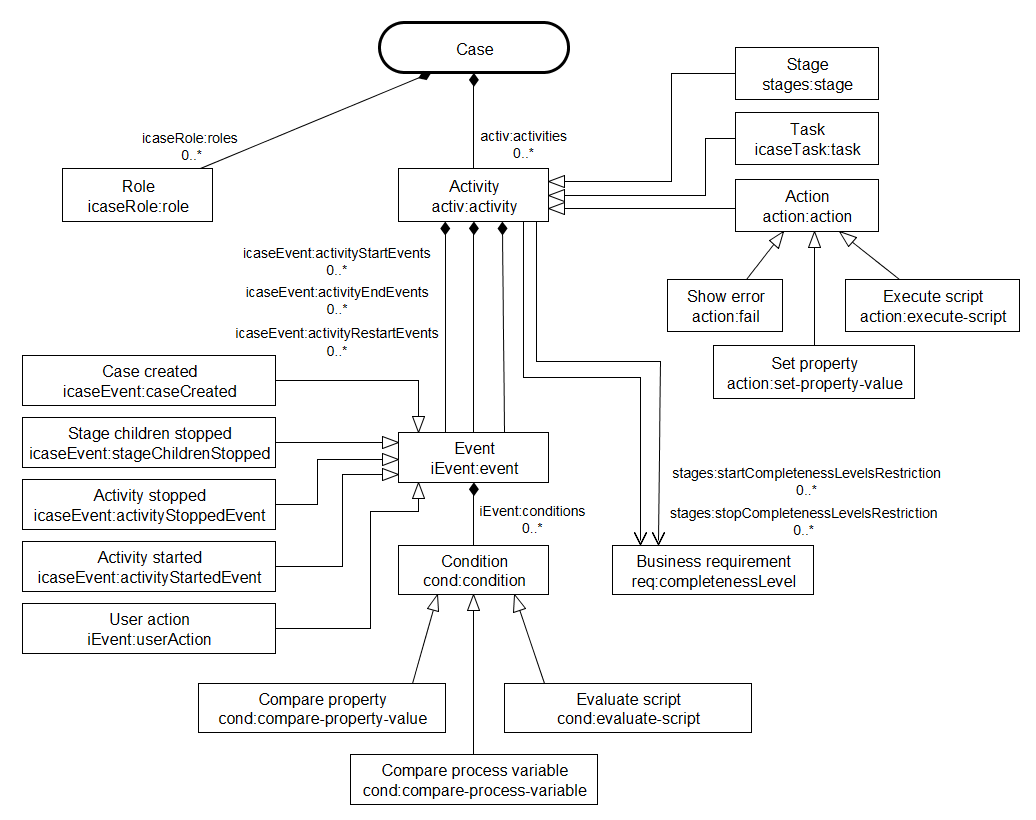 Case
Stage
stages:stage
icaseRole:roles
0..*
activ:activities
0..*
Task
icaseTask:task
Role
icaseRole:role
Activity
activ:activity
Action
action:action
icaseEvent:activityStartEvents
0..*
icaseEvent:activityEndEvents
0..*
icaseEvent:activityRestartEvents
0..*
Show error
action:fail
Execute script
action:execute-script
Set property
action:set-property-value
Case created
icaseEvent:caseCreated
Stage children stopped
icaseEvent:stageChildrenStopped
Activity stopped
icaseEvent:activityStoppedEvent
Activity started
icaseEvent:activityStartedEvent
User action
iEvent:userAction
Event
iEvent:event
iEvent:conditions
0..*
stages:startCompletenessLevelsRestriction
0..*
stages:stopCompletenessLevelsRestriction
0..*
Condition
cond:condition
Business requirement
req:completenessLevel
Compare property
cond:compare-property-value
Evaluate script
cond:evaluate-script
Compare process variable
cond:compare-process-variable